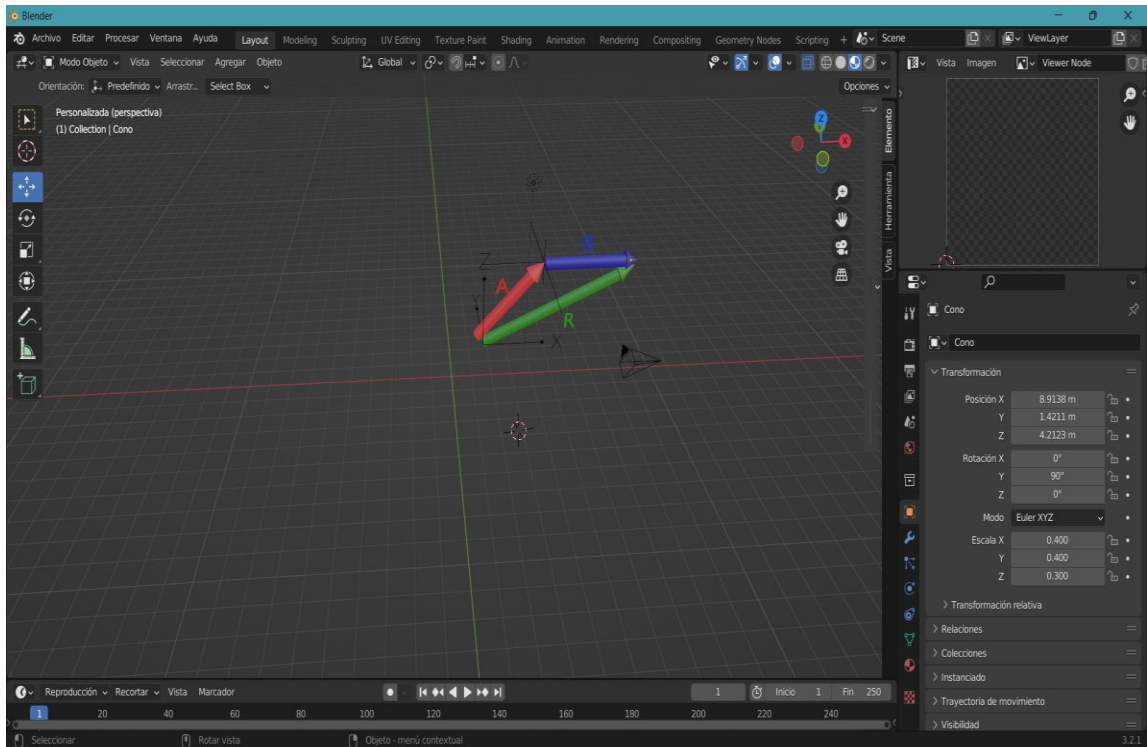 Blender
Archivo Editar Procesar Ventana Ayuda Layout Modeling Sculpting UV Editing Texture Paint Shading Animation Rendering Compositing Geometry Nodes Scripting + Scene ViewLayer
Modo Objeto Vista Seleccionar Agregar Objeto Global Vista Imagen Viewer Node
Orientación: Predefinido Arrastr... Select Box Opciones
Personalizada (perspectiva)
(1) Collection | Cono
Z
X
Elemento
Herramienta
Vista
Z
A
Y
R
X
Cono
Cono
Transformación
Posición X 8.9138 m
Y 1.4211 m
Z 4.2123 m
Rotación X 0°
Y 90°
Z 0°
Modo Euler XYZ
Escala X 0.400
Y 0.400
Z 0.300
Transformación relativa
Relaciones
Colecciones
Instanciado
Trayectoria de movimiento
Visibilidad
Reproducción Recortar Vista Marcador 1 Inicio 1 Fin 250
1 20 40 60 80 100 120 140 160 180 200 220 240
Seleccionar Rotar vista Objeto - menú contextual 3.2.1